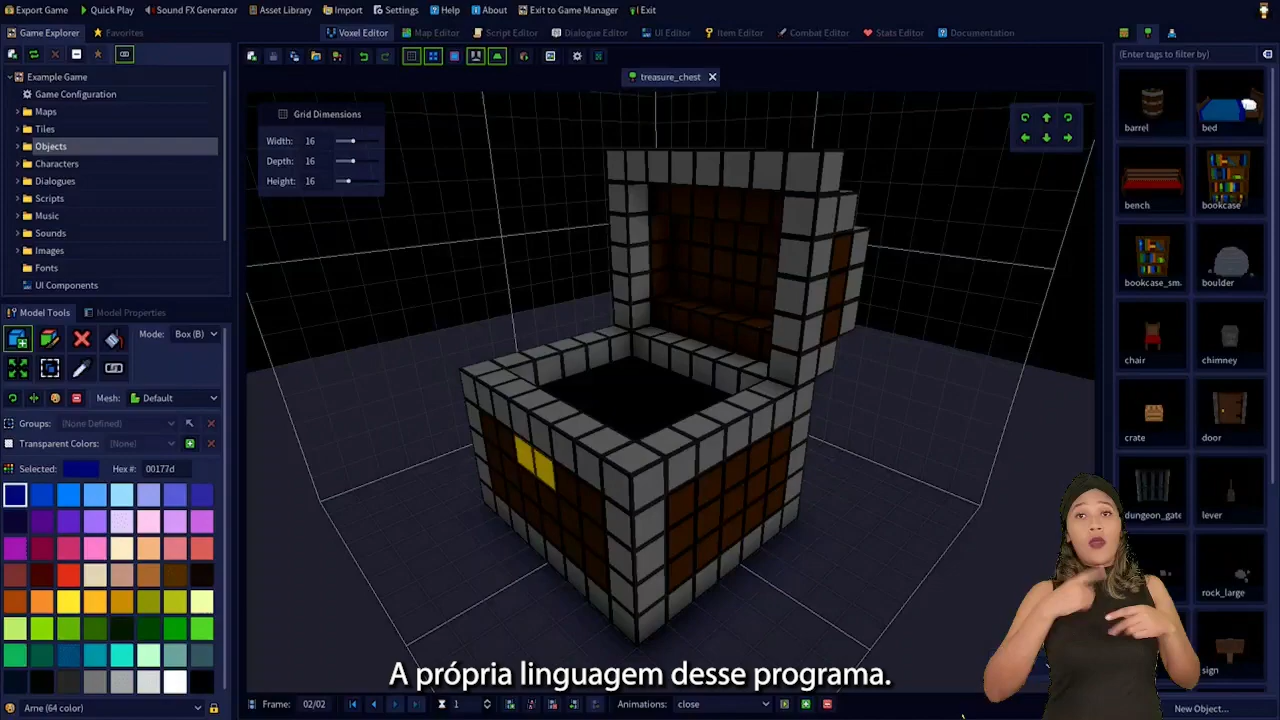 Export Game Quick Play Sound FX Generator Asset Library Import Settings Help About Exit to Game Manager Exit
Game Explorer Favorites Voxel Editor Map Editor Script Editor Dialogue Editor UI Editor Item Editor Combat Editor Stats Editor Documentation
(Enter tags to filter by)
treasure_chest
Example Game
Game Configuration
Maps
Tiles
Objects
Characters
Dialogues
Scripts
Music
Sounds
Images
Fonts
UI Components
Grid Dimensions
Width: 16
Depth: 16
Height: 16
barrel bed
bench bookcase
bookcase_sm. boulder
chair chimney
crate door
dungeon_gate lever
rock_large
sign
New Object...
Model Tools Model Properties
Mode: Box (B)
Mesh: Default
Groups: (None Defined)
Transparent Colors: (None)
Selected: Hex #: 00177d
Arne (64 color)
A própria linguagem desse programa.
Frame: 02/02 1 Animations: close